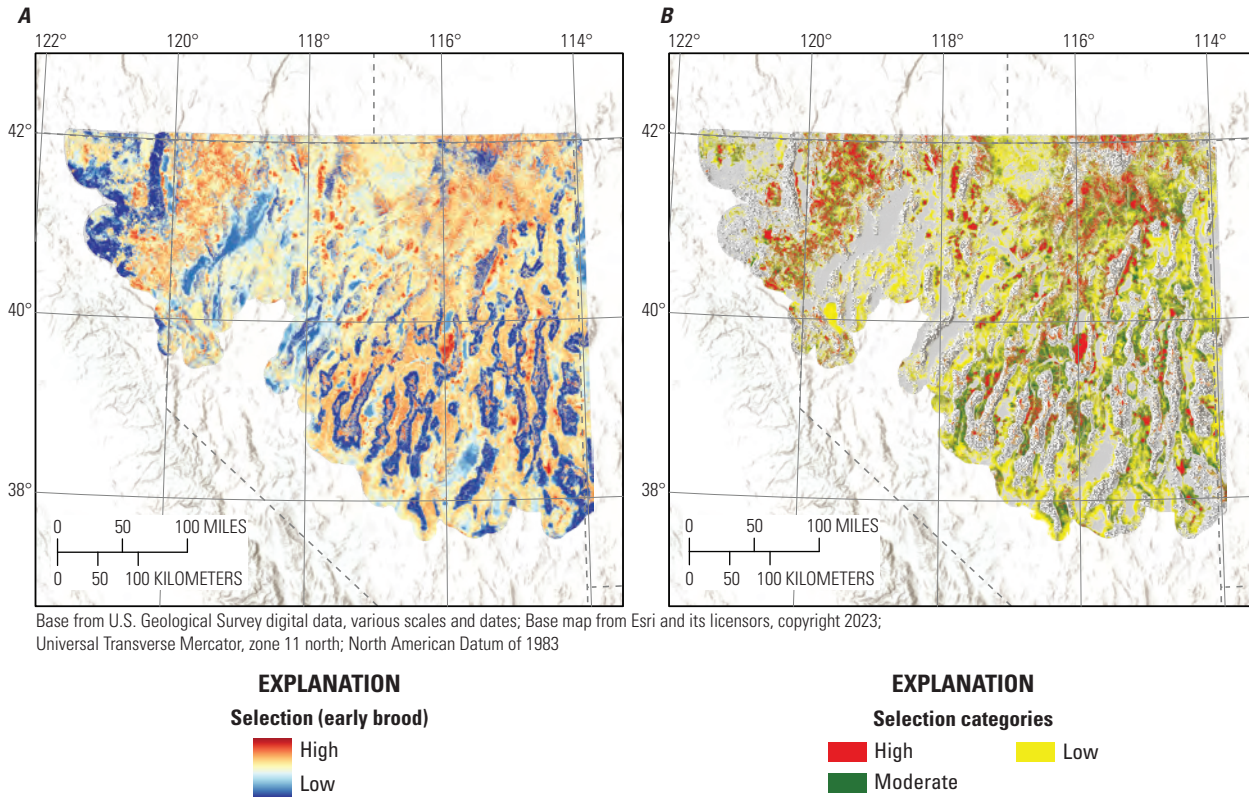 A
122° 120° 118° 116° 114°
42°
40°
38°
0 50 100 MILES
0 50 100 KILOMETERS
B
122° 120° 118° 116° 114°
42°
40°
38°
0 50 100 MILES
0 50 100 KILOMETERS
Base from U.S. Geological Survey digital data, various scales and dates; Base map from Esri and its licensors, copyright 2023;
Universal Transverse Mercator, zone 11 north; North American Datum of 1983
EXPLANATION
Selection (early brood)
High
Low
EXPLANATION
Selection categories
High
Moderate
Low